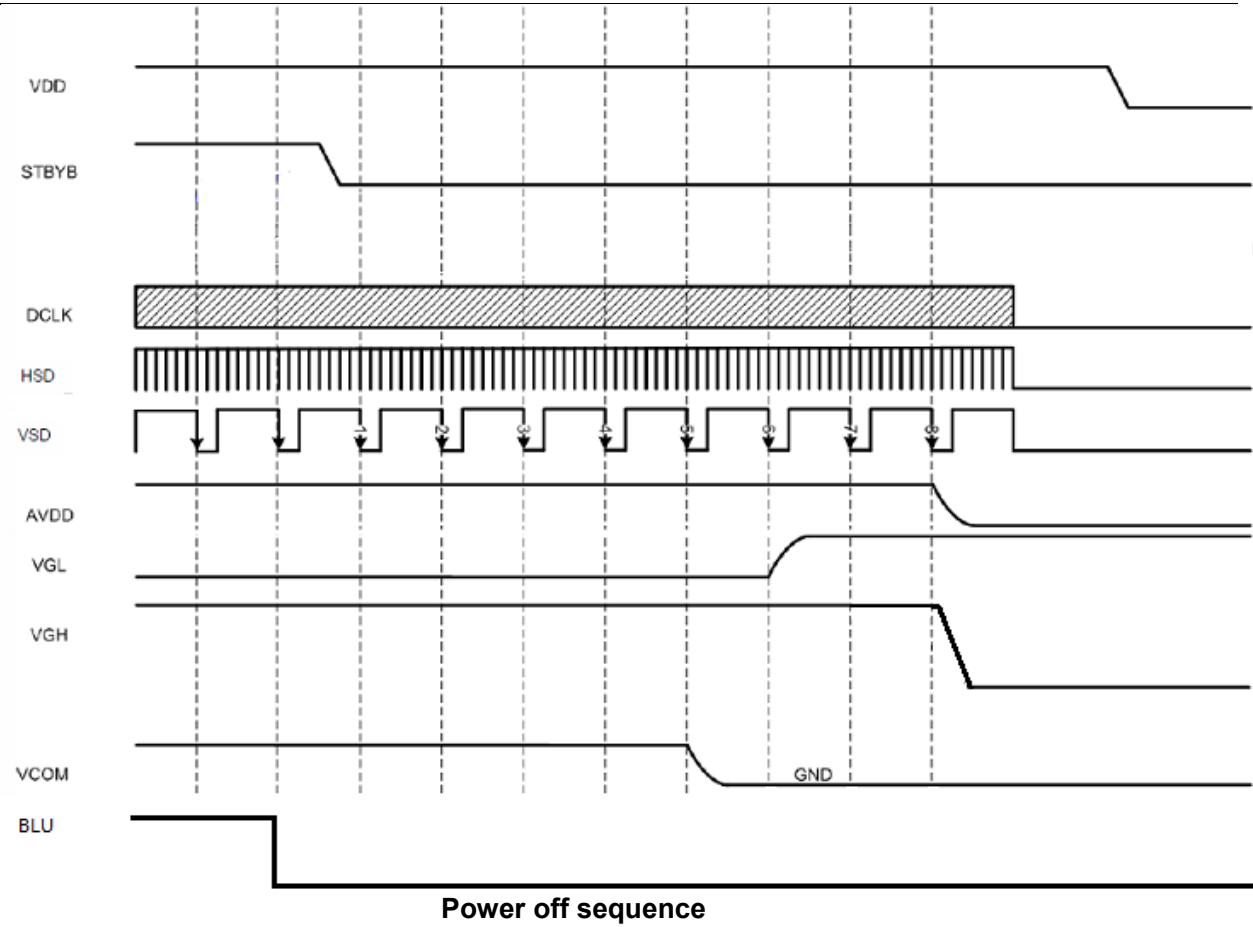 VDD
STBYB
DCLK
HSD
VSD
1 2 3 4 5 6 7 8
AVDD
VGL
VGH
VCOM
GND
BLU
Power off sequence